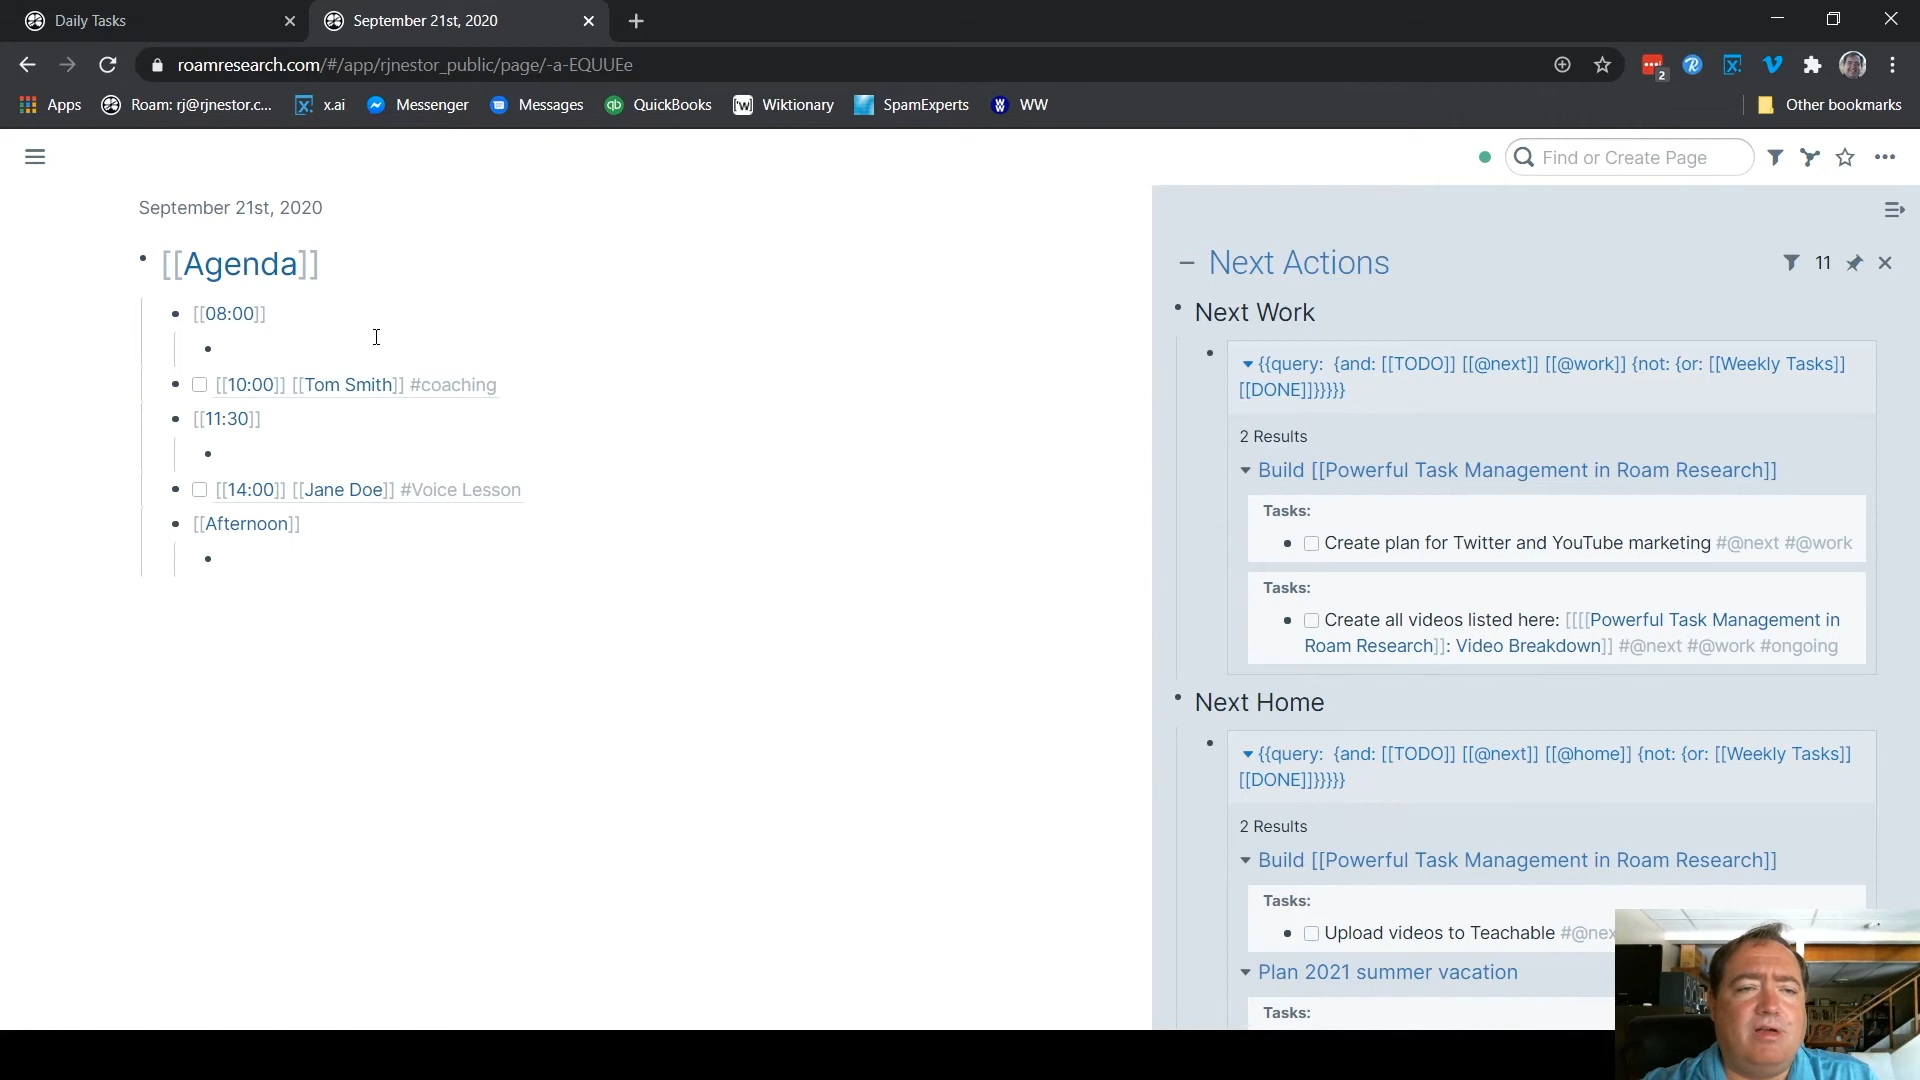 Daily Tasks
September 21st, 2020
roamresearch.com/#/app/rjnestor_public/page/-a-EQUUEe
2
Apps
Roam: rj@rjnestor.c...
x.ai
Messenger
Messages
QuickBooks
Wiktionary
SpamExperts
WW
Other bookmarks
Find or Create Page
September 21st, 2020
[[Agenda]]
[[08:00]]
[[10:00]] [[Tom Smith]] #coaching
[[11:30]]
[[14:00]] [[Jane Doe]] #Voice Lesson
[[Afternoon]]
Next Actions
11
Next Work
{{query: {and: [[TODO]] [[@next]] [[@work]] {not: {or: [[Weekly Tasks]]
[[DONE]]}}}}}
2 Results
Build [[Powerful Task Management in Roam Research]]
Tasks:
Create plan for Twitter and YouTube marketing #@next #@work
Tasks:
Create all videos listed here: [[[[Powerful Task Management in
Roam Research]]: Video Breakdown]] #@next #@work #ongoing
Next Home
{{query: {and: [[TODO]] [[@next]] [[@home]] {not: {or: [[Weekly Tasks]]
[[DONE]]}}}}}
2 Results
Build [[Powerful Task Management in Roam Research]]
Tasks:
Upload videos to Teachable #@nex
Plan 2021 summer vacation
Tasks: